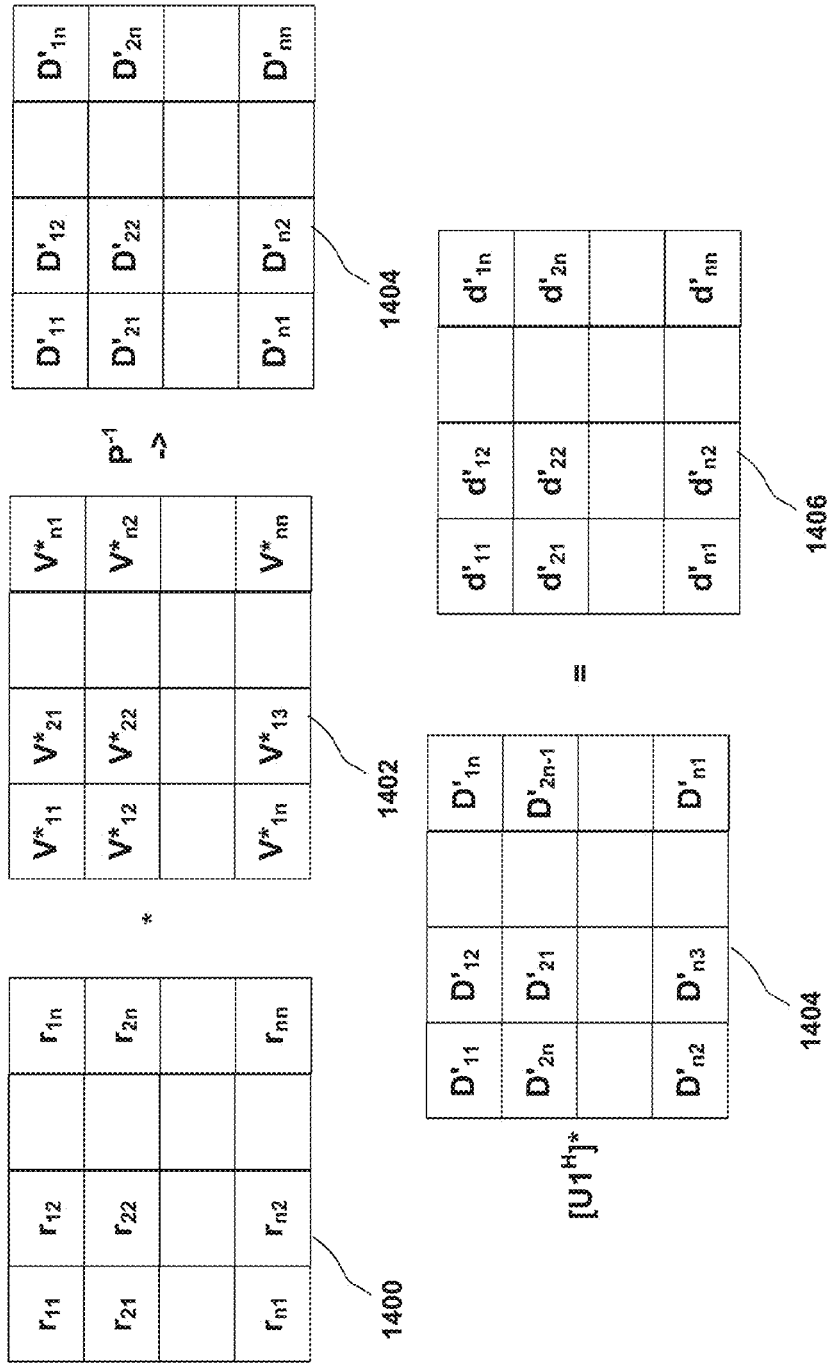 r₁₁ r₁₂ r₁ₙ * V*₁₁ V*₂₁ V*ₙ₁ P⁻¹ -> D'₁₁ D'₁₂ D'₁ₙ
r₂₁ r₂₂ r₂ₙ V*₁₂ V*₂₂ V*ₙ₂ D'₂₁ D'₂₂ D'₂ₙ
rₙ₁ rₙ₂ rₙₙ V*₁ₙ V*₁₃ V*ₙₙ D'ₙ₁ D'ₙ₂ D'ₙₙ
1400 1402 1404
[U1ᴴ]* D'₁₁ D'₁₂ D'₁ₙ = d'₁₁ d'₁₂ d'₁ₙ
D'₂ₙ D'₂₁ D'₂ₙ₋₁ d'₂₁ d'₂₂ d'₂ₙ
D'ₙ₂ D'ₙ₃ D'ₙ₁ d'ₙ₁ d'ₙ₂ d'ₙₙ
1404 1406